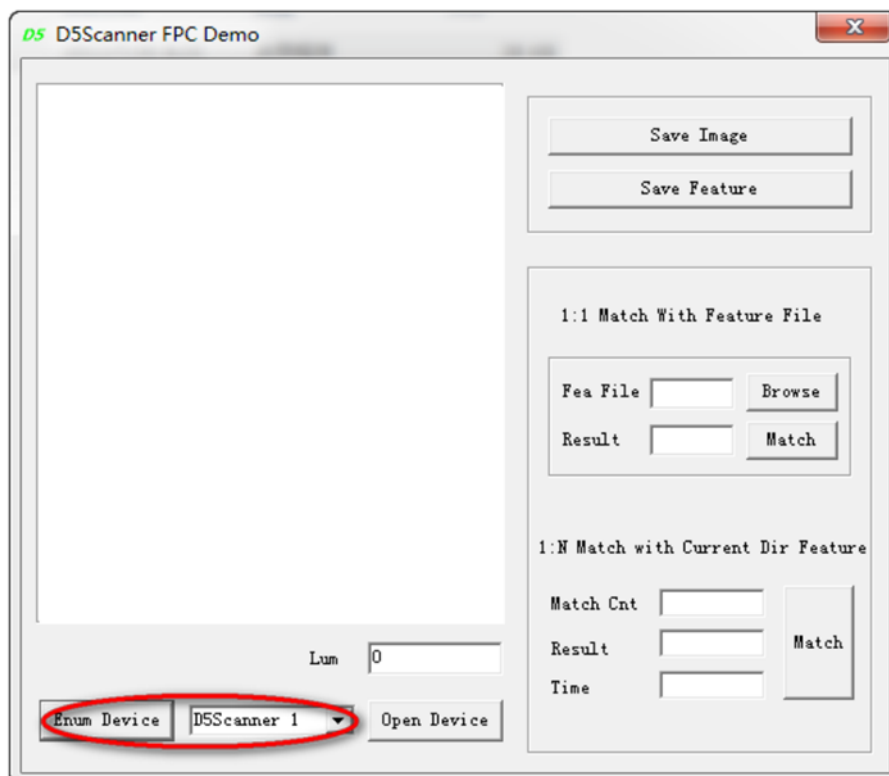 D5 D5Scanner FPC Demo
Save Image
Save Feature
1:1 Match With Feature File
Fea File Browse
Result Match
1:N Match with Current Dir Feature
Match Cnt
Result Match
Time
Lum 0
Enum Device D5Scanner 1 Open Device